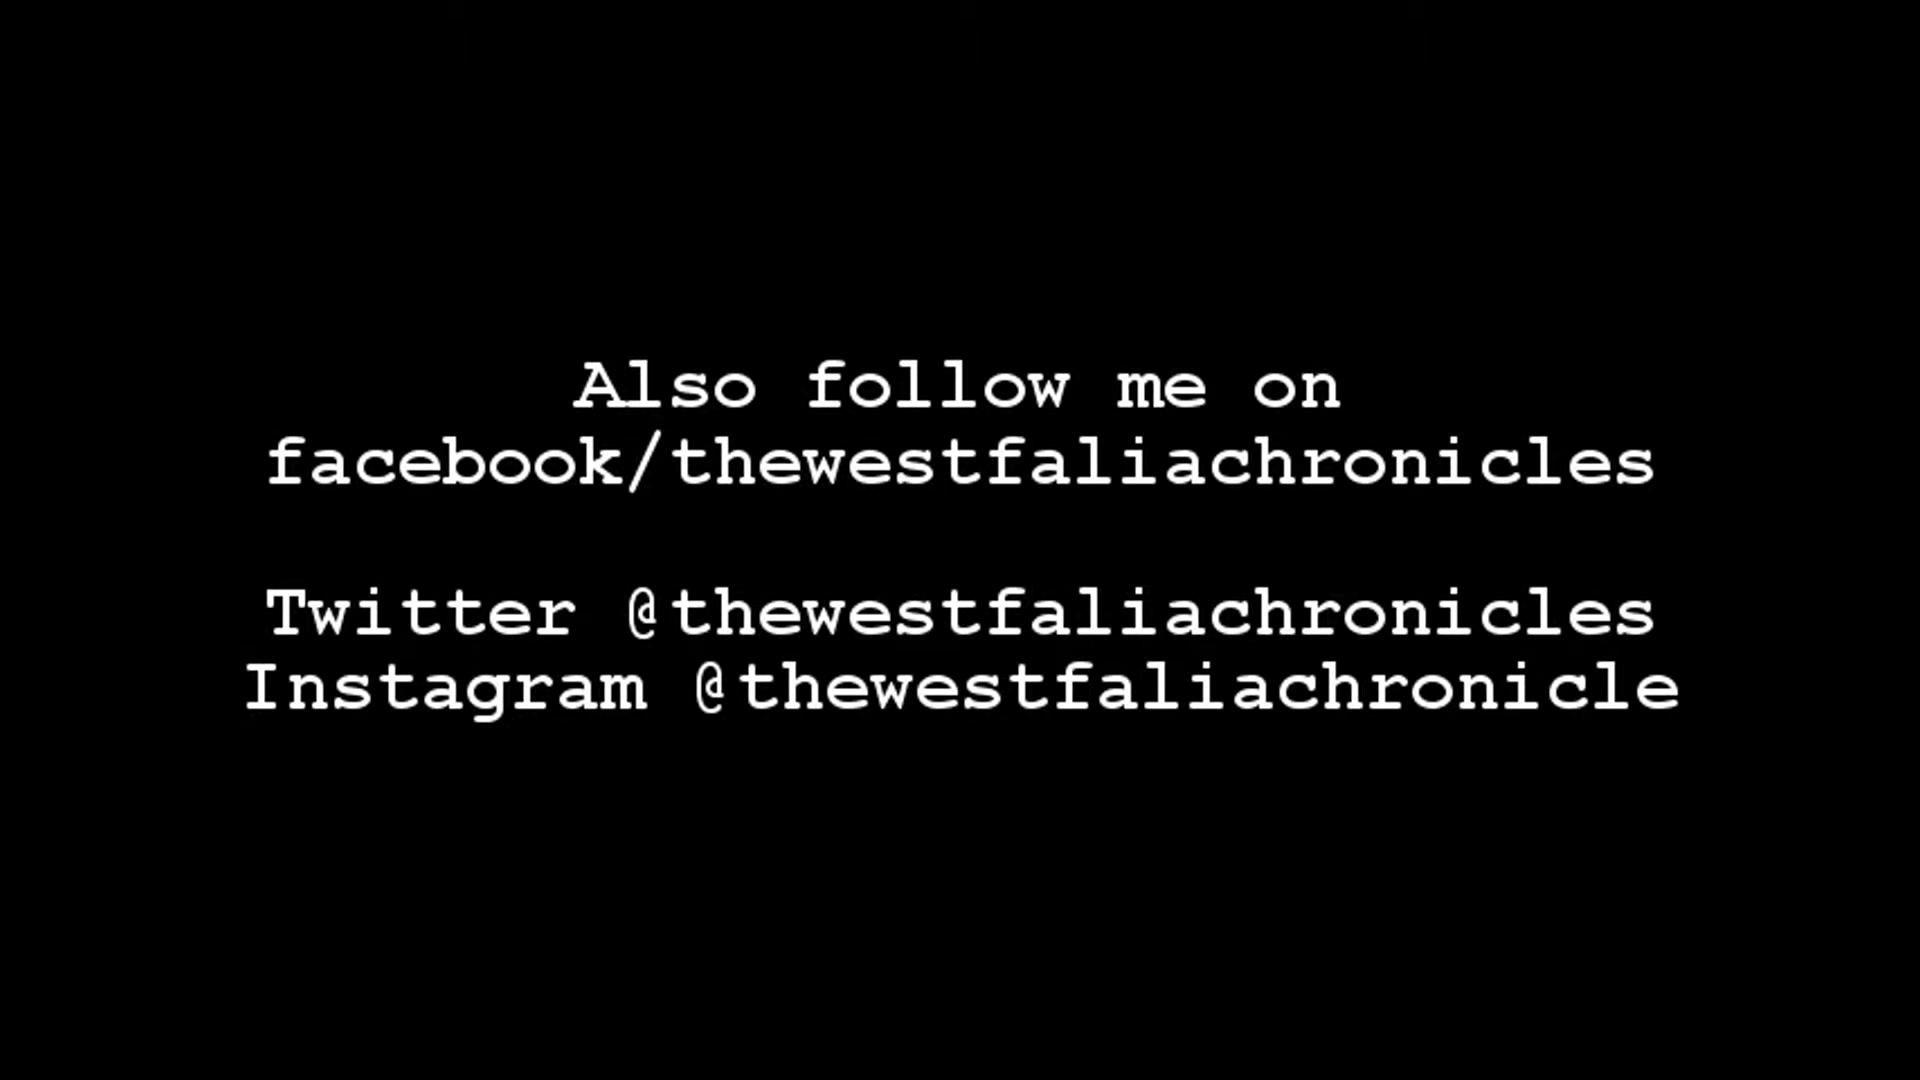 Also follow me on
facebook/thewestfaliachronicles
Twitter @thewestfaliachronicles
Instagram @thewestfaliachronicle